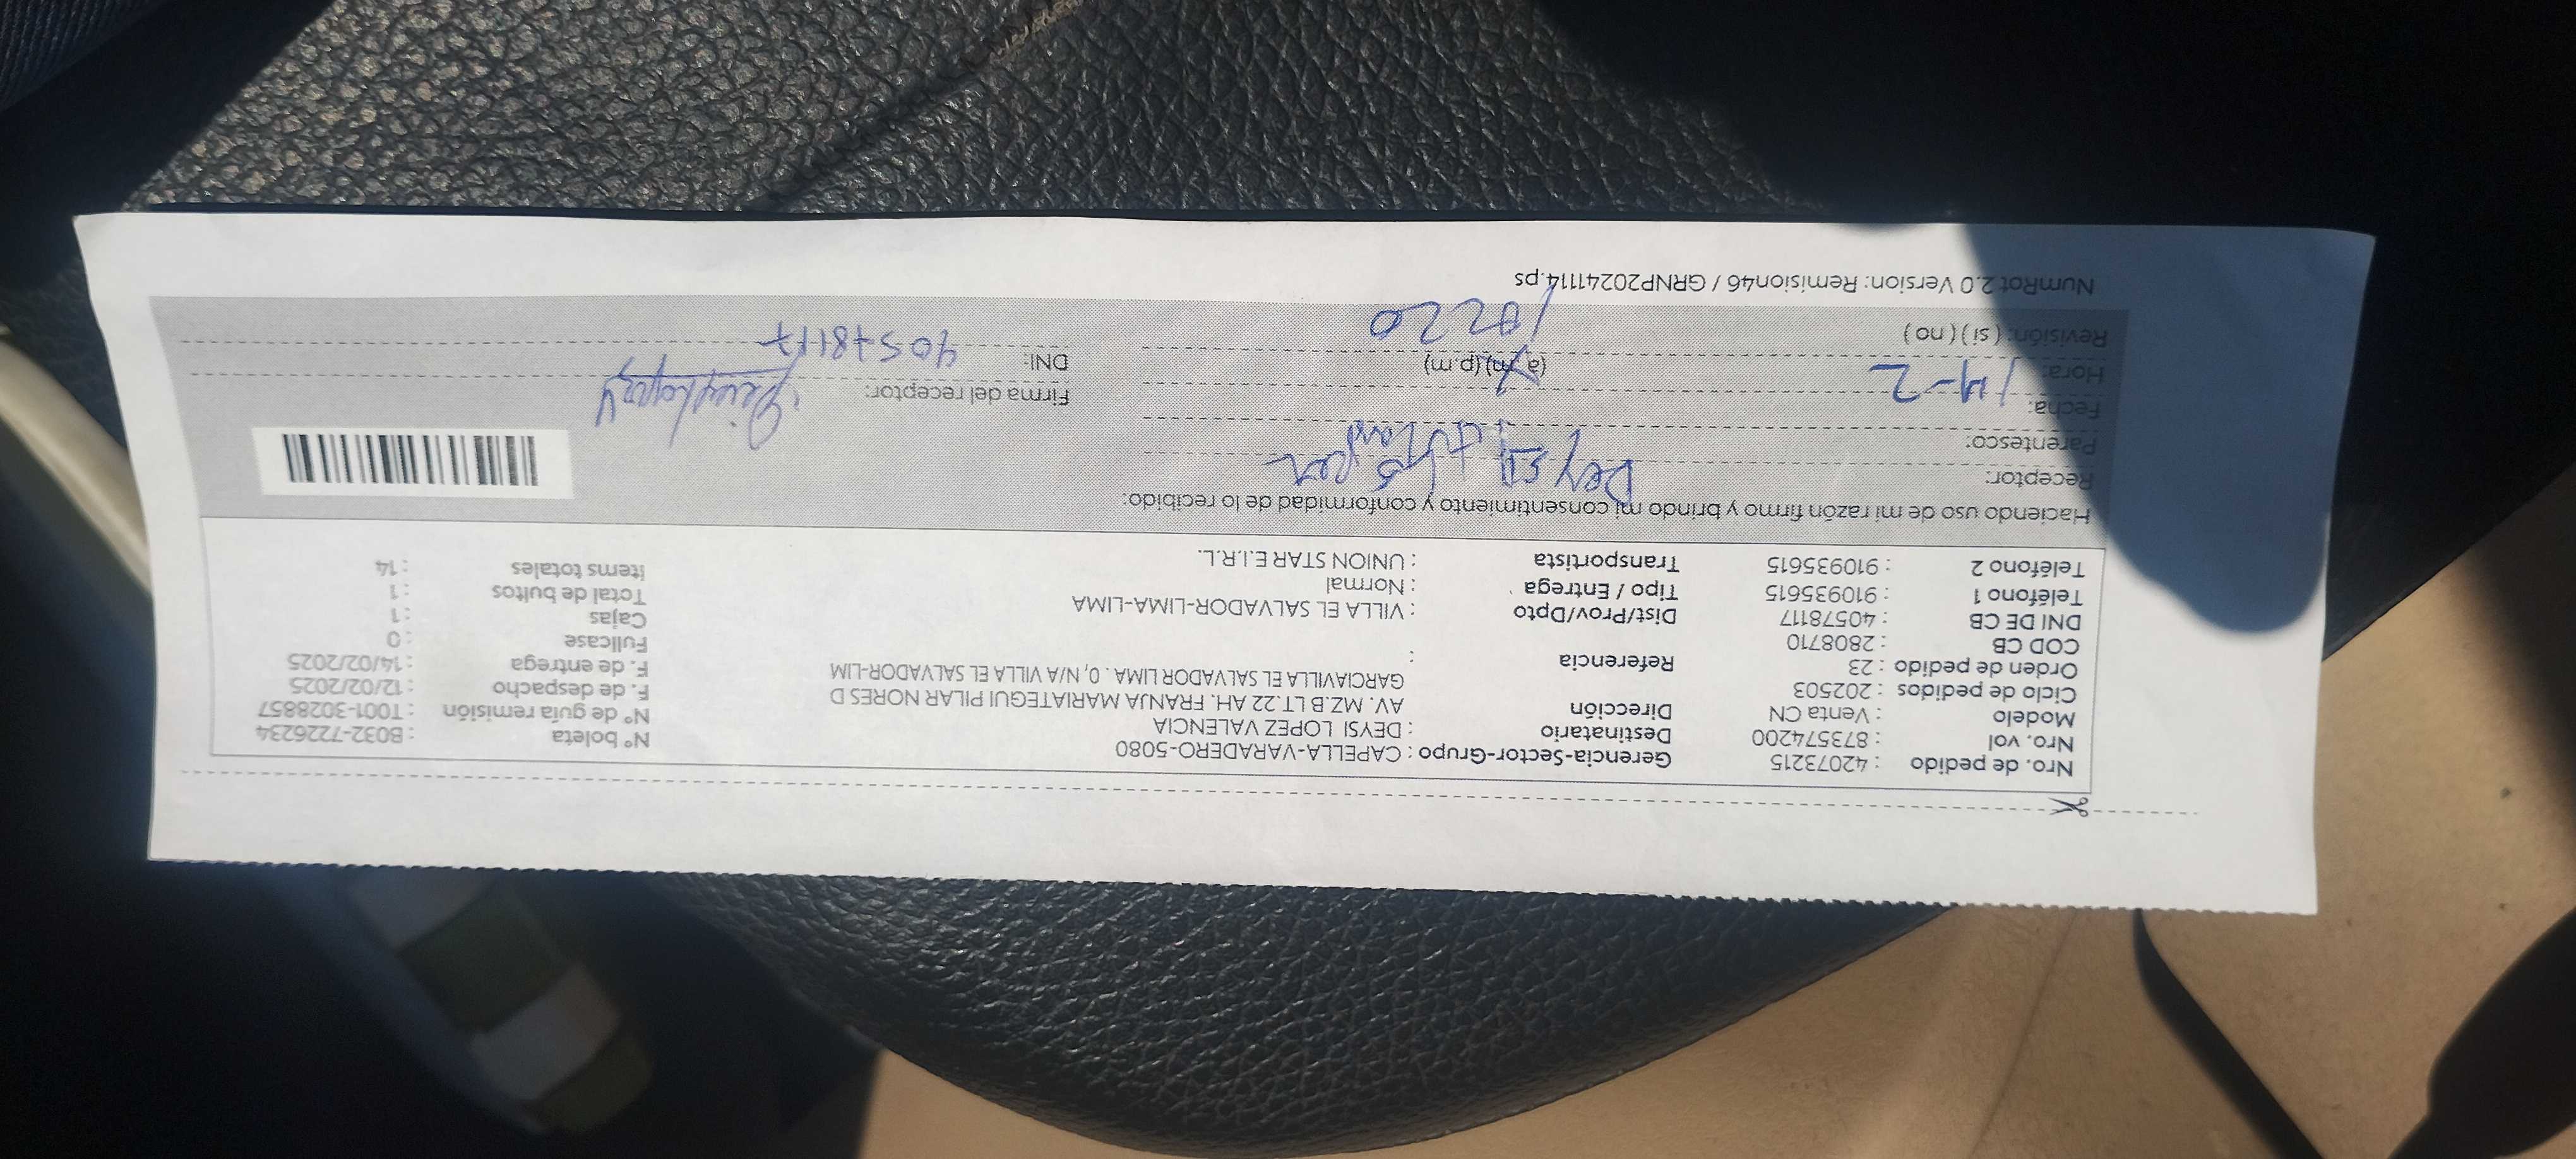 Nro. de pedido : 42073215 Gerencia-Sector-Grupo : CAPELLA-VARADERO-5080 N° boleta : B032-7226234
Nro. vol : 873574200 Destinatario : DEYSI LOPEZ VALENCIA N° de guía remisión : T001-3028857
Modelo : Venta CN Dirección AV. MZ.B LT.22 AH. FRANJA MARIATEGUI PILAR NORES D F. de despacho : 12/02/2025
Ciclo de pedidos : 202503 GARCIAVILLA EL SALVADOR LIMA . 0, N/A VILLA EL SALVADOR-LIM F. de entrega : 14/02/2025
Orden de pedido : 23 Referencia : Fullcase : 0
COD CB : 2808710 Cajas : 1
DNI DE CB : 40578117 Dist/Prov/Dpto : VILLA EL SALVADOR-LIMA-LIMA Total de bultos : 1
Teléfono 1 : 910935615 Tipo / Entrega : Normal Ítems totales : 14
Teléfono 2 : 910935615 Transportista : UNION STAR E.I.R.L.
Haciendo uso de mi razón firmo y brindo mi consentimiento y conformidad de lo recibido:
Receptor: Deysi Lopez
Parentesco: titular
Fecha: 14-2 Firma del receptor:
Hora: (a.m)(p.m) DNI: 40578117
Revisión: ( si ) ( no )
NumRot 2.0 Version: Remision46 / GRNP20241114.ps